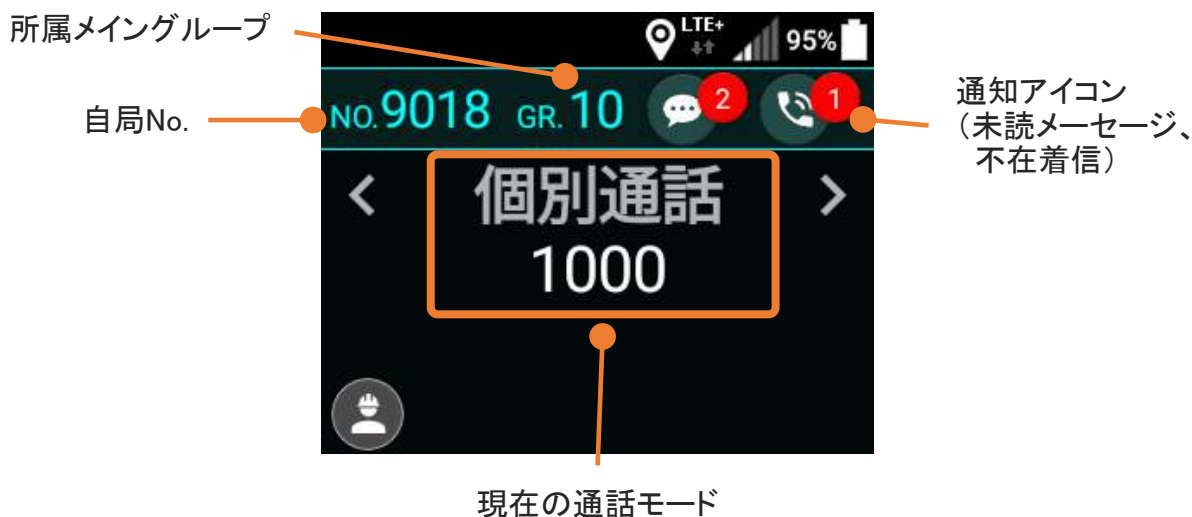 所属メイングループ
LTE+
95%
自局No.
NO.9018 GR.10
2
1
通知アイコン
（未読メーセージ、
不在着信）
個別通話
1000
現在の通話モード